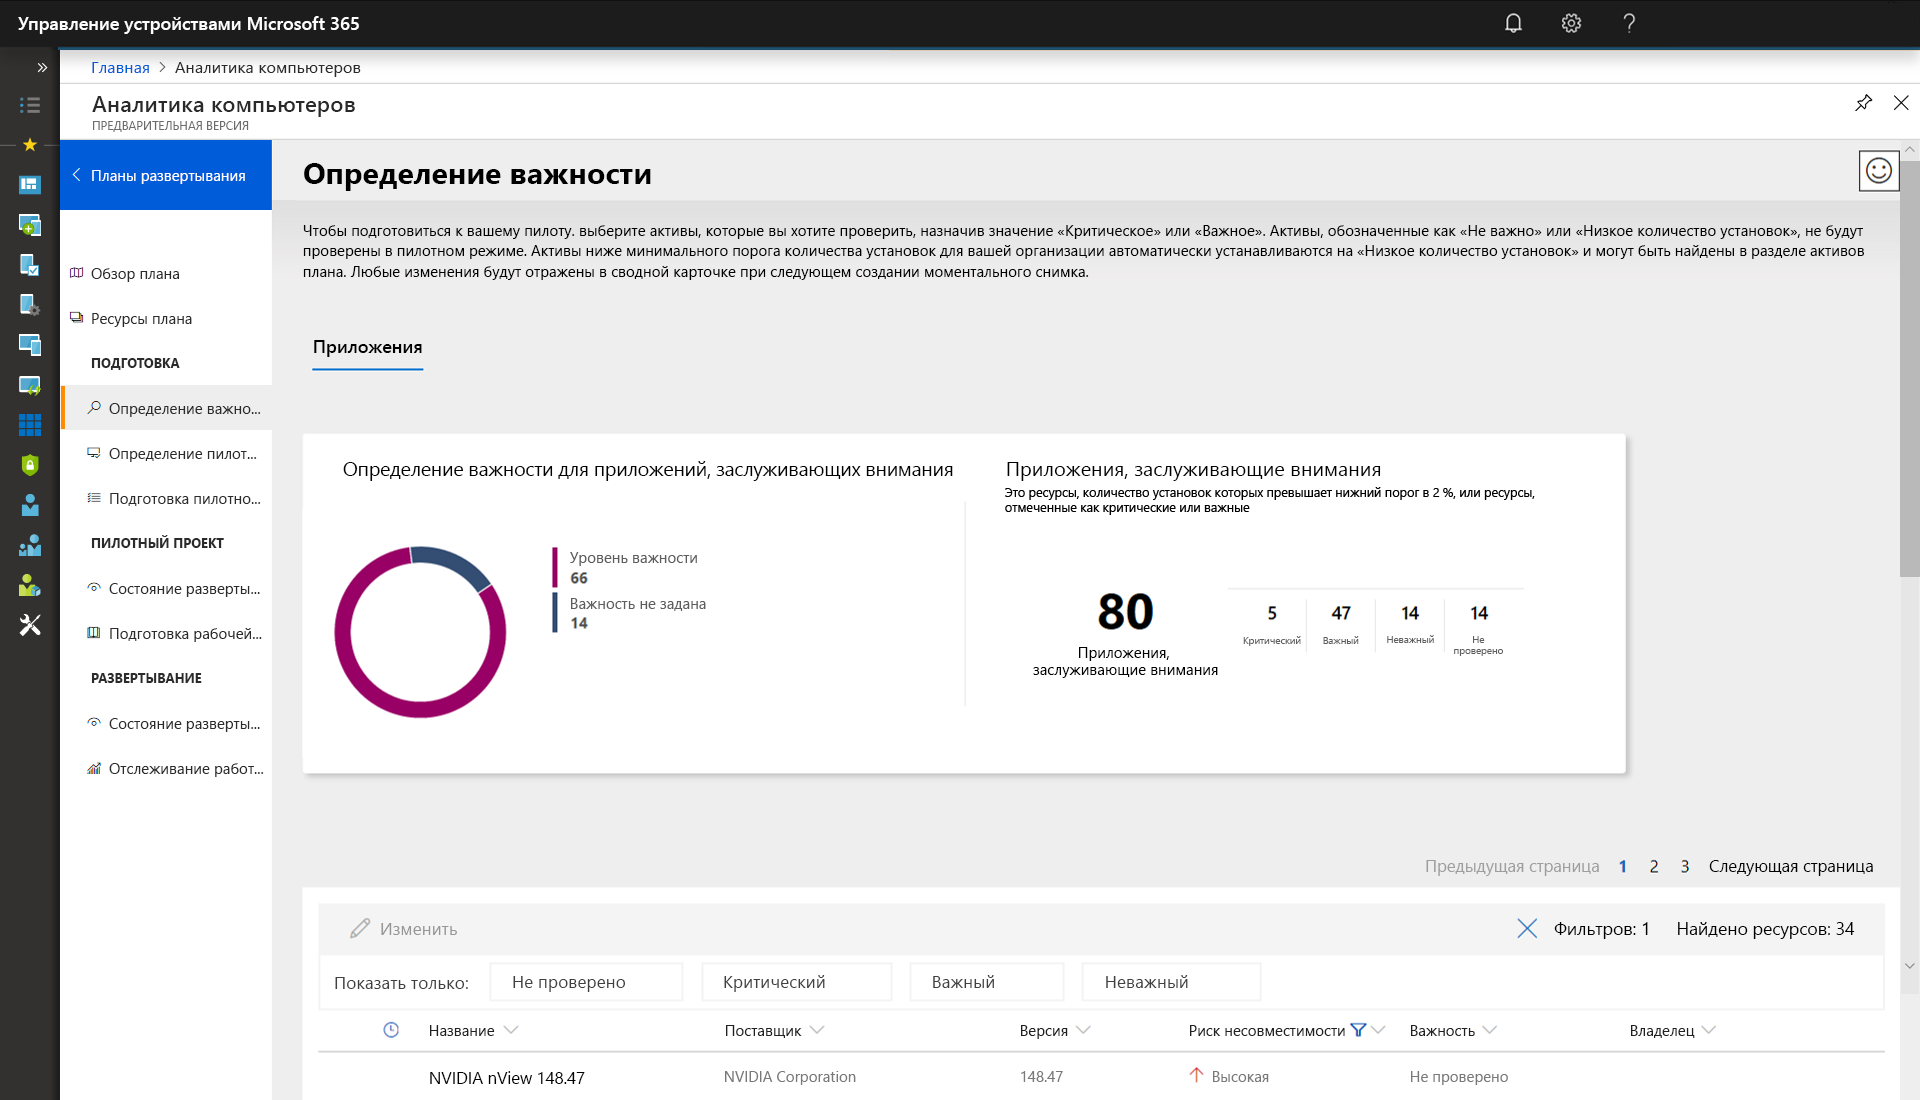 Управление устройствами Microsoft 365
Главная > Аналитика компьютеров
Аналитика компьютеров
ПРЕДВАРИТЕЛЬНАЯ ВЕРСИЯ
Планы развертывания
Обзор плана
Ресурсы плана
ПОДГОТОВКА
Определение важно...
Определение пилот...
Подготовка пилотно...
ПИЛОТНЫЙ ПРОЕКТ
Состояние разверты...
Подготовка рабочей...
РАЗВЕРТЫВАНИЕ
Состояние разверты...
Отслеживание работ...
Определение важности
Чтобы подготовиться к вашему пилоту. выберите активы, которые вы хотите проверить, назначив значение «Критическое» или «Важное». Активы, обозначенные как «Не важно» или «Низкое количество установок», не будут
проверены в пилотном режиме. Активы ниже минимального порога количества установок для вашей организации автоматически устанавливаются на «Низкое количество установок» и могут быть найдены в разделе активов
плана. Любые изменения будут отражены в сводной карточке при следующем создании моментального снимка.
Приложения
Определение важности для приложений, заслуживающих внимания
Уровень важности
66
Важность не задана
14
Приложения, заслуживающие внимания
Это ресурсы, количество установок которых превышает нижний порог в 2 %, или ресурсы,
отмеченные как критические или важные
80
Приложения,
заслуживающие внимания
5
Критический
47
Важный
14
Неважный
14
Не
проверено
Предыдущая страница 1 2 3 Следующая страница
Изменить
Фильтров: 1 Найдено ресурсов: 34
Показать только: Не проверено Критический Важный Неважный
Название Поставщик Версия Риск несовместимости Важность Владелец
NVIDIA nView 148.47 NVIDIA Corporation 148.47 Высокая Не проверено